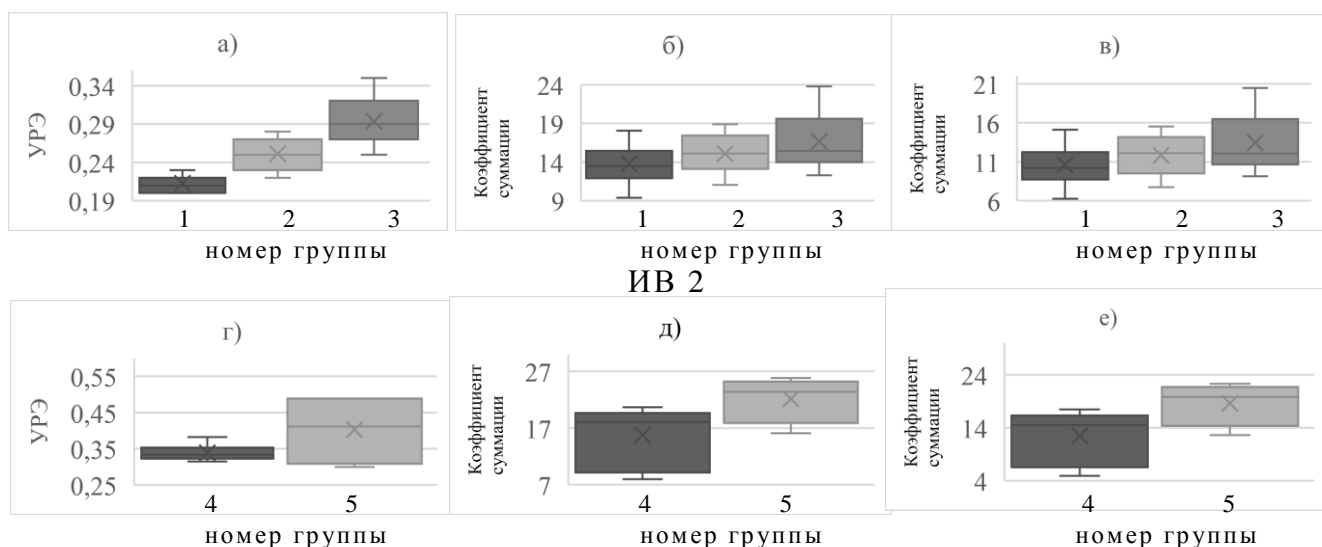 а)
УРЭ
0,34
0,29
0,24
0,19
1 2 3
номер группы
б)
Коэффициент
суммации
24
19
14
9
1 2 3
номер группы
в)
Коэффициент
суммации
21
16
11
6
1 2 3
номер группы
ИВ 2
г)
УРЭ
0,55
0,45
0,35
0,25
4 5
номер группы
д)
Коэффициент
суммации
27
17
7
4 5
номер группы
е)
Коэффициент
суммации
24
14
4
4 5
номер группы